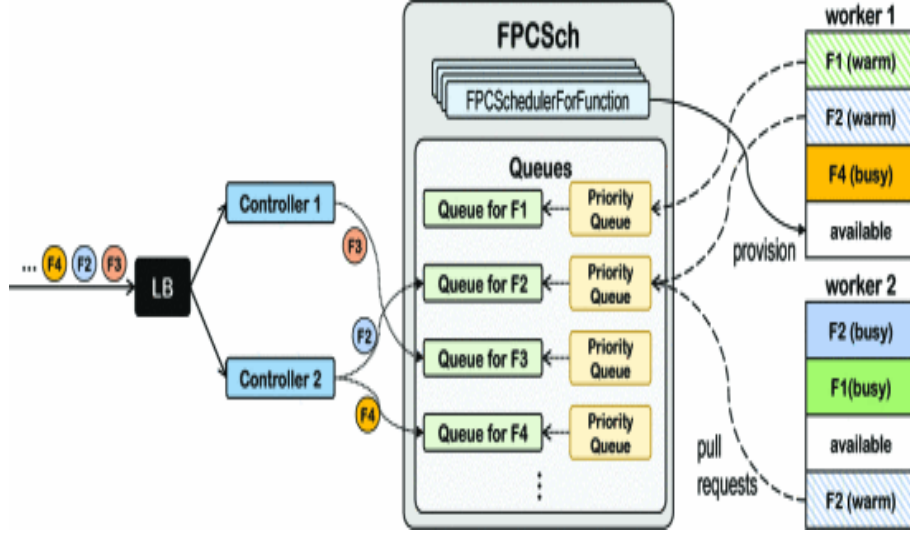 FPCSch
FPCSchedulerForFunction
Queues
Queue for F1
Priority
Queue
Queue for F2
Priority
Queue
Queue for F3
Priority
Queue
Queue for F4
Priority
Queue
Controller 1
Controller 2
... F4 F2 F3
LB
F3
F2
F4
provision
pull
requests
worker 1
F1 (warm)
F2 (warm)
F4 (busy)
available
worker 2
F2 (busy)
F1(busy)
available
F2 (warm)